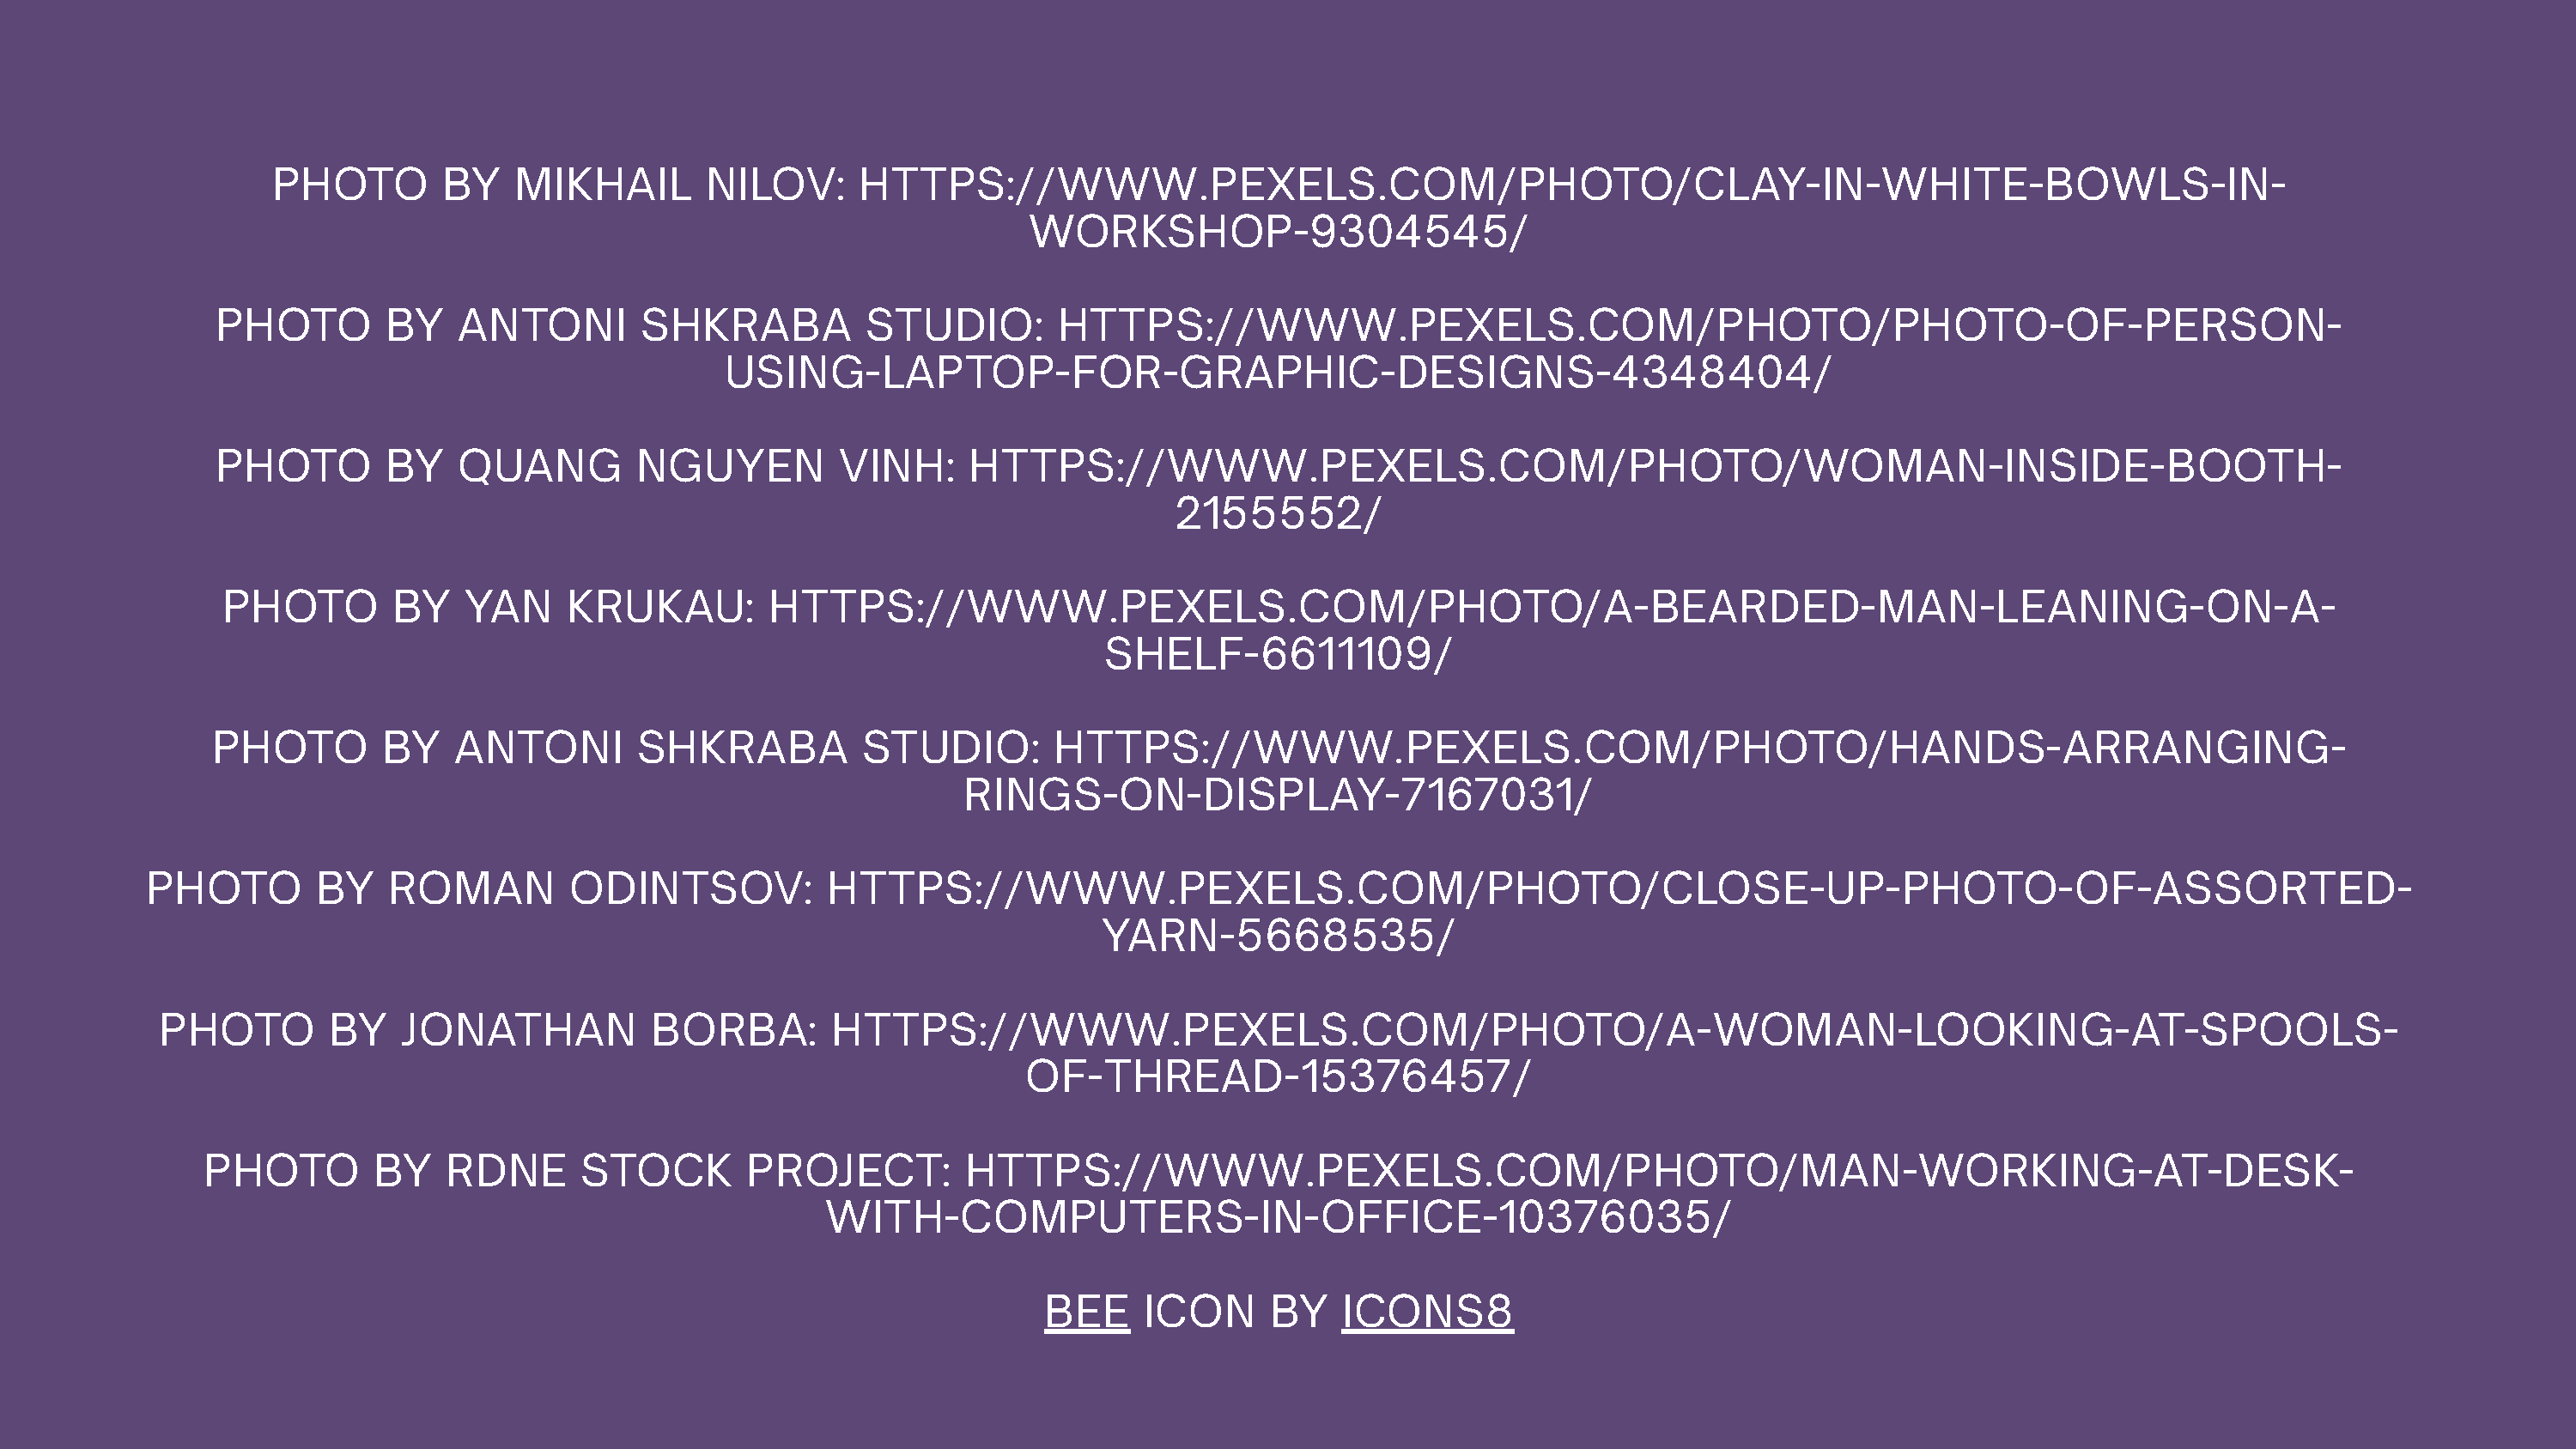 PHOTO BY MIKHAIL NILOV: HTTPS://WWW.PEXELS.COM/PHOTO/CLAY-IN-WHITE-BOWLS-IN-
WORKSHOP-9304545/
PHOTO BY ANTONI SHKRABA STUDIO: HTTPS://WWW.PEXELS.COM/PHOTO/PHOTO-OF-PERSON-
USING-LAPTOP-FOR-GRAPHIC-DESIGNS-4348404/
PHOTO BY QUANG NGUYEN VINH: HTTPS://WWW.PEXELS.COM/PHOTO/WOMAN-INSIDE-BOOTH-
2155552/
PHOTO BY YAN KRUKAU: HTTPS://WWW.PEXELS.COM/PHOTO/A-BEARDED-MAN-LEANING-ON-A-
SHELF-6611109/
PHOTO BY ANTONI SHKRABA STUDIO: HTTPS://WWW.PEXELS.COM/PHOTO/HANDS-ARRANGING-
RINGS-ON-DISPLAY-7167031/
PHOTO BY ROMAN ODINTSOV: HTTPS://WWW.PEXELS.COM/PHOTO/CLOSE-UP-PHOTO-OF-ASSORTED-
YARN-5668535/
PHOTO BY JONATHAN BORBA: HTTPS://WWW.PEXELS.COM/PHOTO/A-WOMAN-LOOKING-AT-SPOOLS-
OF-THREAD-15376457/
PHOTO BY RDNE STOCK PROJECT: HTTPS://WWW.PEXELS.COM/PHOTO/MAN-WORKING-AT-DESK-
WITH-COMPUTERS-IN-OFFICE-10376035/
BEE ICON BY ICONS8